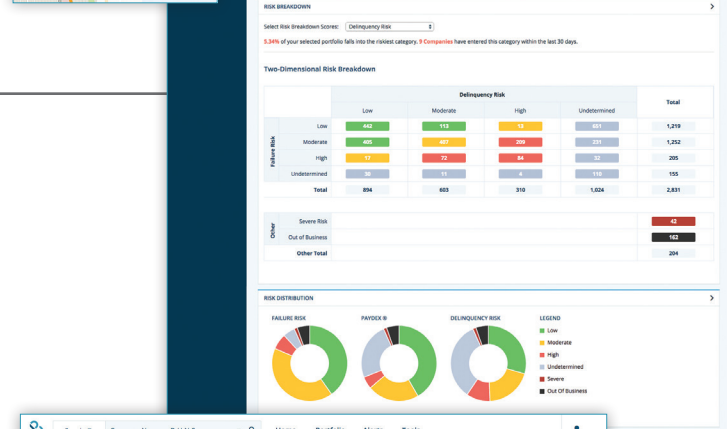 RISK BREAKDOWN
Select Risk Breakdown Scores: Delinquency Risk
5.34% of your selected portfolio falls into the riskiest category. 9 Companies have entered this category within the last 30 days.
Two-Dimensional Risk Breakdown
Delinquency Risk
Total
Low Moderate High Undetermined
Failure Risk
Low 442 113 13 651 1,219
Moderate 405 407 209 231 1,252
High 17 72 84 32 205
Undetermined 30 11 4 110 155
Total 894 603 310 1,024 2,831
Other
Severe Risk 42
Out of Business 162
Other Total 204
RISK DISTRIBUTION
FAILURE RISK PAYDEX ® DELINQUENCY RISK LEGEND
Low
Moderate
High
Undetermined
Severe
Out Of Business